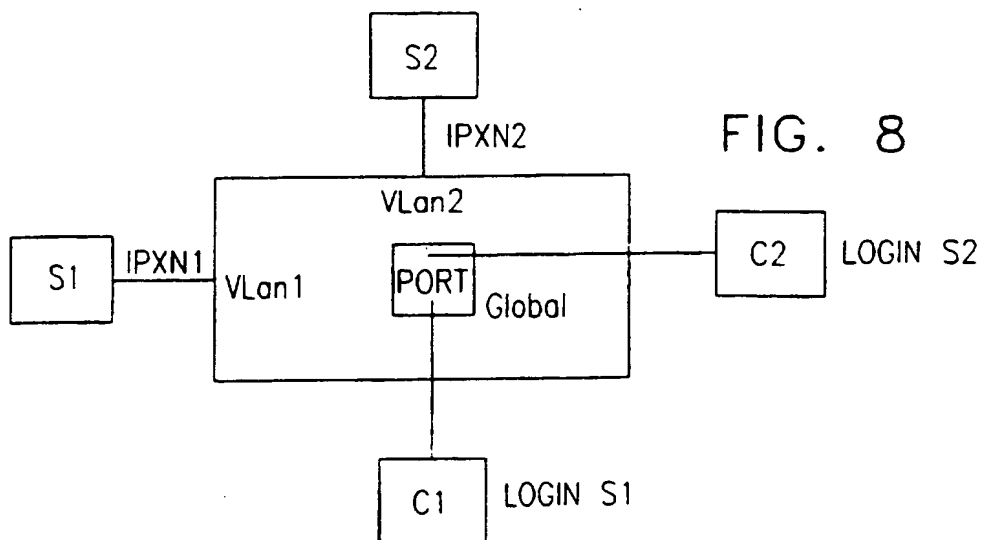 S2
IPXN2
FIG. 8
VLan2
S1
IPXN1
VLan1
PORT
Global
C2
LOGIN S2
C1
LOGIN S1